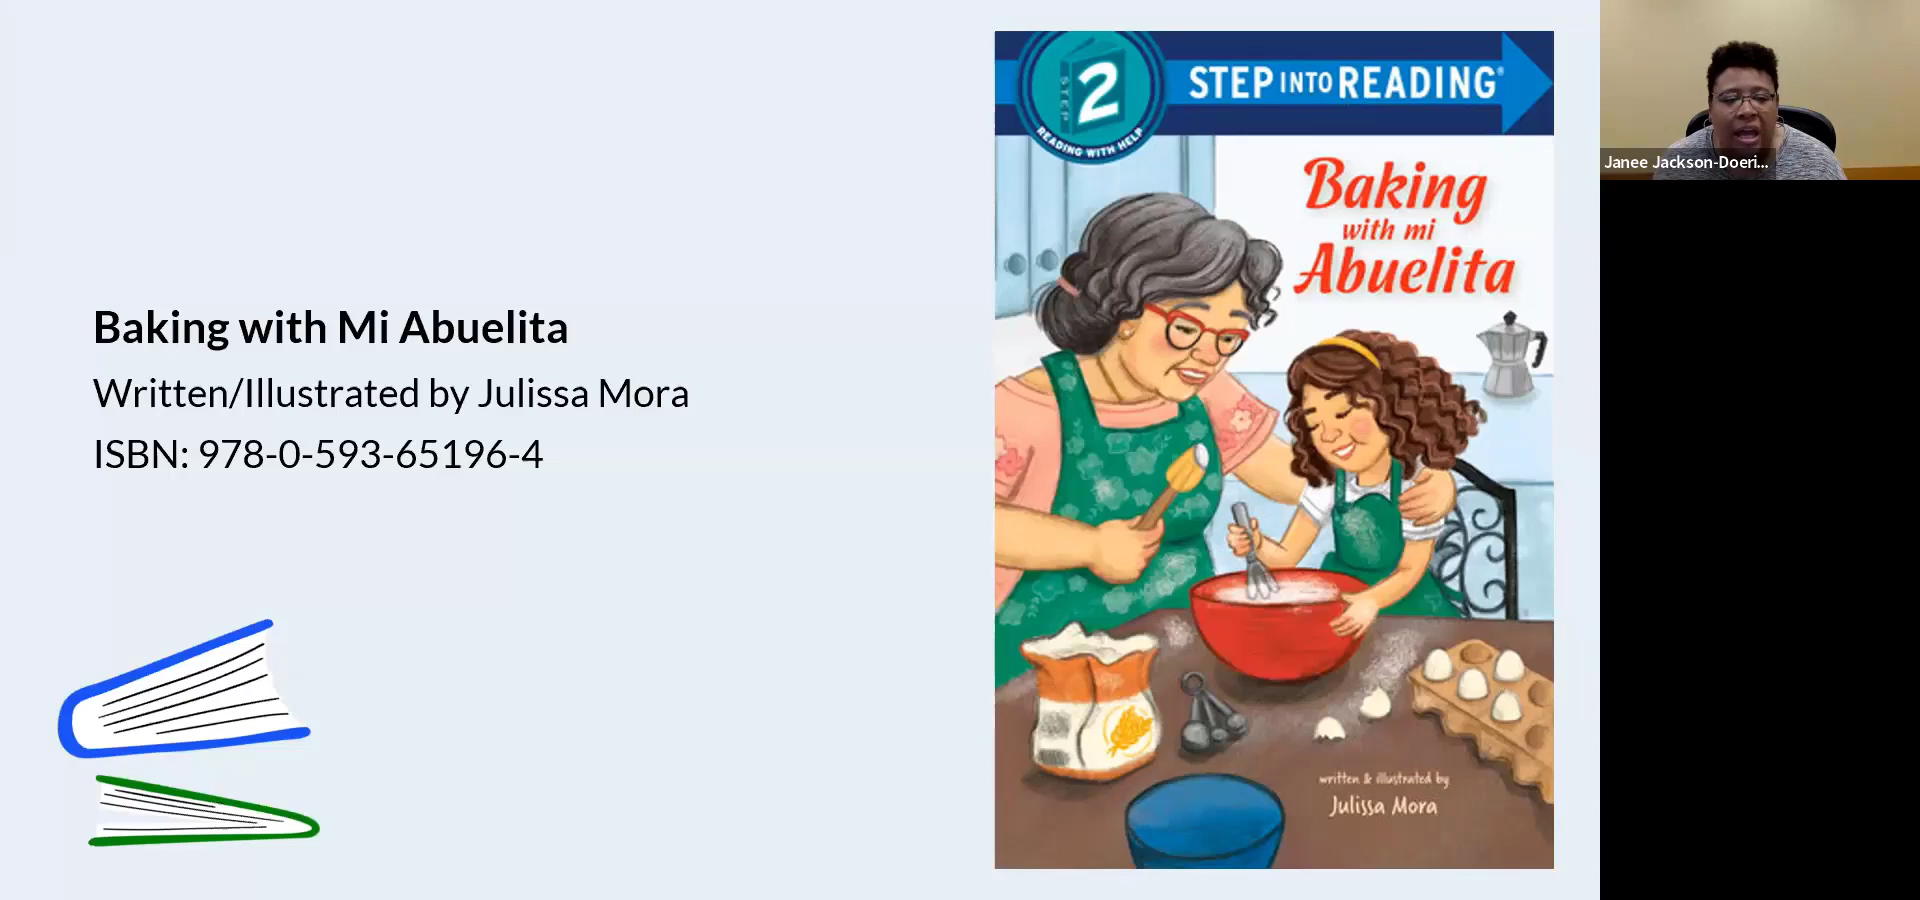 Baking with Mi Abuelita
Written/Illustrated by Julissa Mora
ISBN: 978-0-593-65196-4
STEP 2
READING WITH HELP
STEP INTO READING®
Baking
with mi
Abuelita
written & illustrated by
Julissa Mora
Janee Jackson-Doeri...